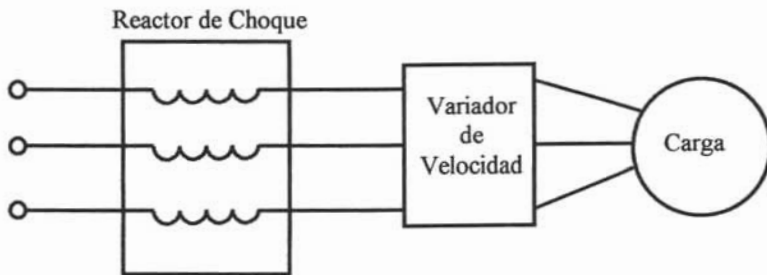 Reactor de Choque
Variador
de
Velocidad
Carga